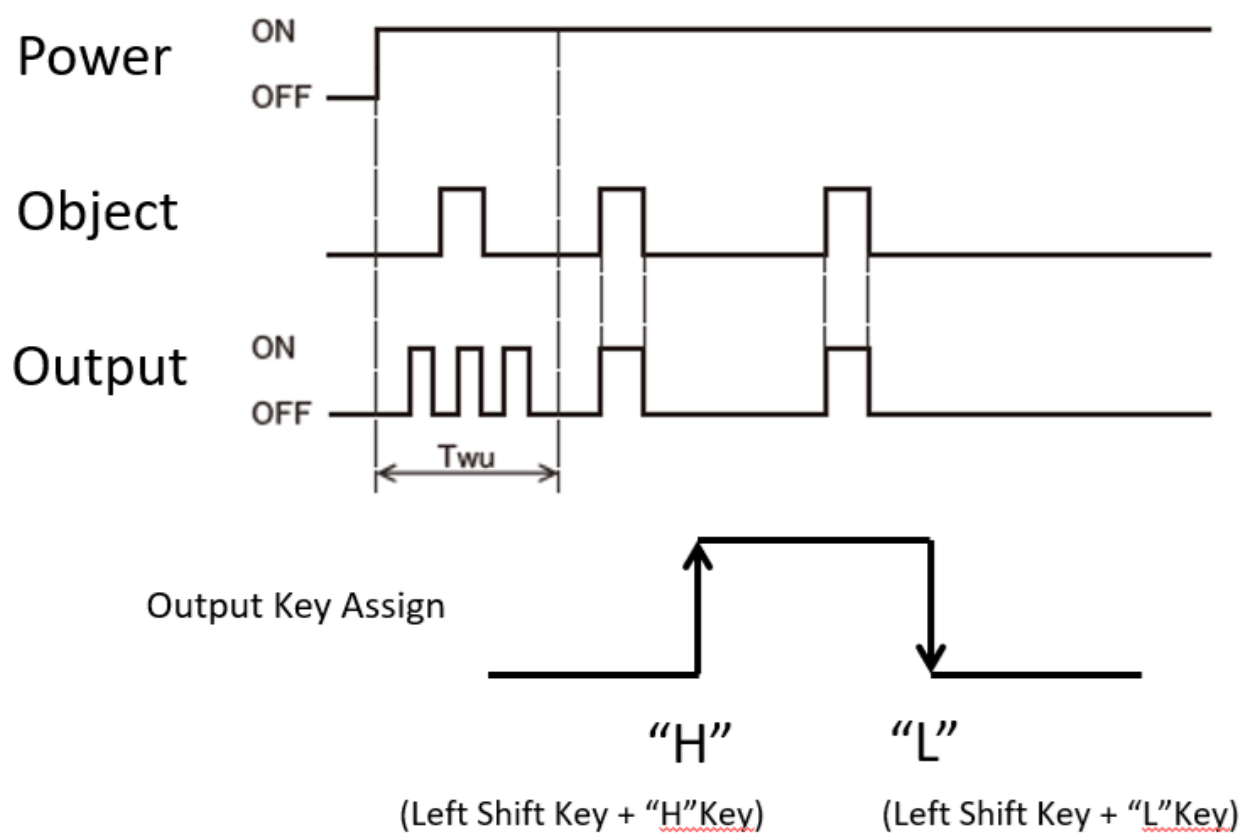 ON
Power
OFF
Object
ON
Output
OFF
Twu
Output Key Assign
“H” “L”
(Left Shift Key + “H”Key) (Left Shift Key + “L”Key)